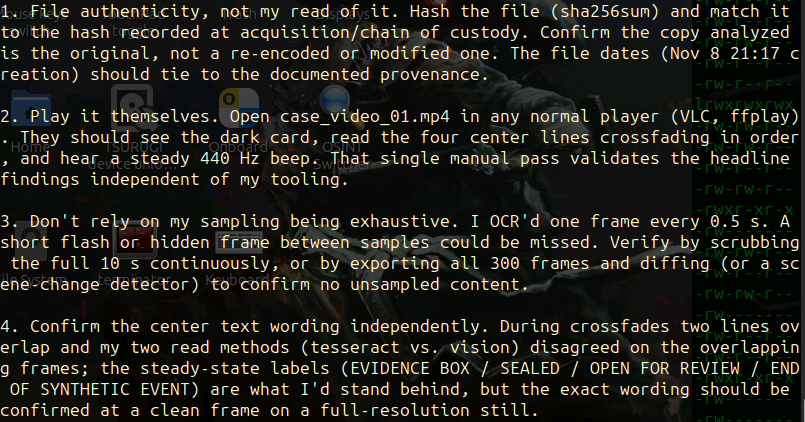 1. File authenticity, not my read of it. Hash the file (sha256sum) and match it
to the hash recorded at acquisition/chain of custody. Confirm the copy analyzed
is the original, not a re-encoded or modified one. The file dates (Nov 8 21:17 c
reation) should tie to the documented provenance.
2. Play it themselves. Open case_video_01.mp4 in any normal player (VLC, ffplay)
. They should see the dark card, read the four center lines crossfading in order
, and hear a steady 440 Hz beep. That single manual pass validates the headline
findings independent of my tooling.
3. Don't rely on my sampling being exhaustive. I OCR'd one frame every 0.5 s. A
short flash or hidden frame between samples could be missed. Verify by scrubbing
the full 10 s continuously, or by exporting all 300 frames and diffing (or a sc
ene-change detector) to confirm no unsampled content.
4. Confirm the center text wording independently. During crossfades two lines ov
erlap and my two read methods (tesseract vs. vision) disagreed on the overlappin
g frames; the steady-state labels (EVIDENCE BOX / SEALED / OPEN FOR REVIEW / END
OF SYNTHETIC EVENT) are what I'd stand behind, but the exact wording should be
confirmed at a clean frame on a full-resolution still.
Home
TSURUGI
Onboard
OSINT
File System
terminator
Keyboard